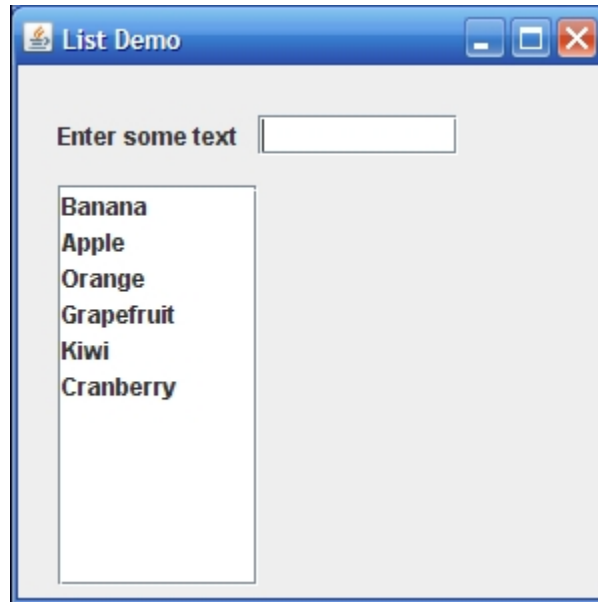 List Demo
Enter some text
Banana
Apple
Orange
Grapefruit
Kiwi
Cranberry